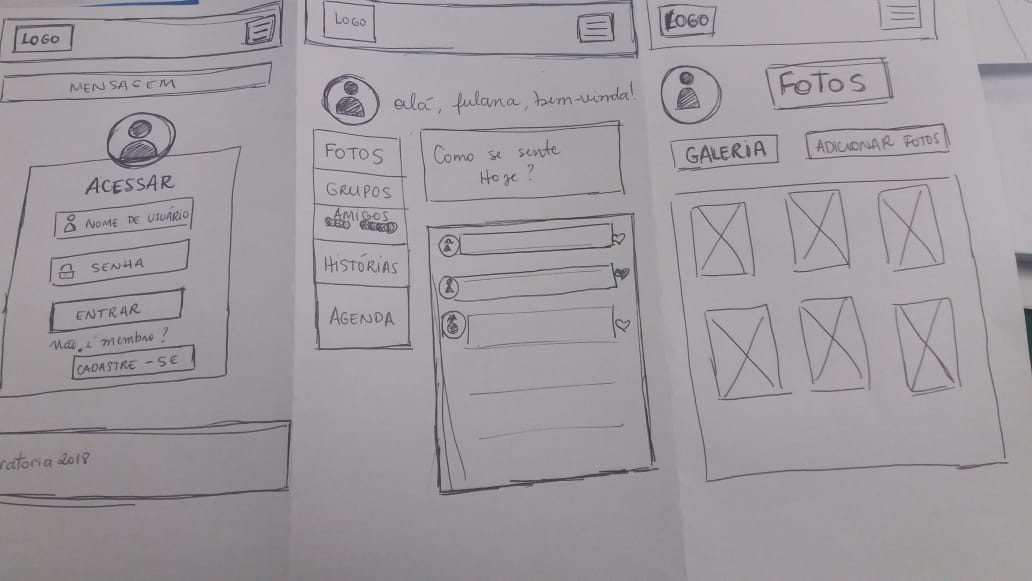 LOGO
MENSAGEM
ACESSAR
NOME DE USUÁRIO
SENHA
ENTRAR
Não é membro?
CADASTRE-SE
ratoria 2018
LOGO
olá, fulana, bem-vinda!
FOTOS
GRUPOS
AMIGOS
HISTÓRIAS
AGENDA
Como se sente
Hoje?
LOGO
FOTOS
GALERIA
ADICIONAR FOTOS